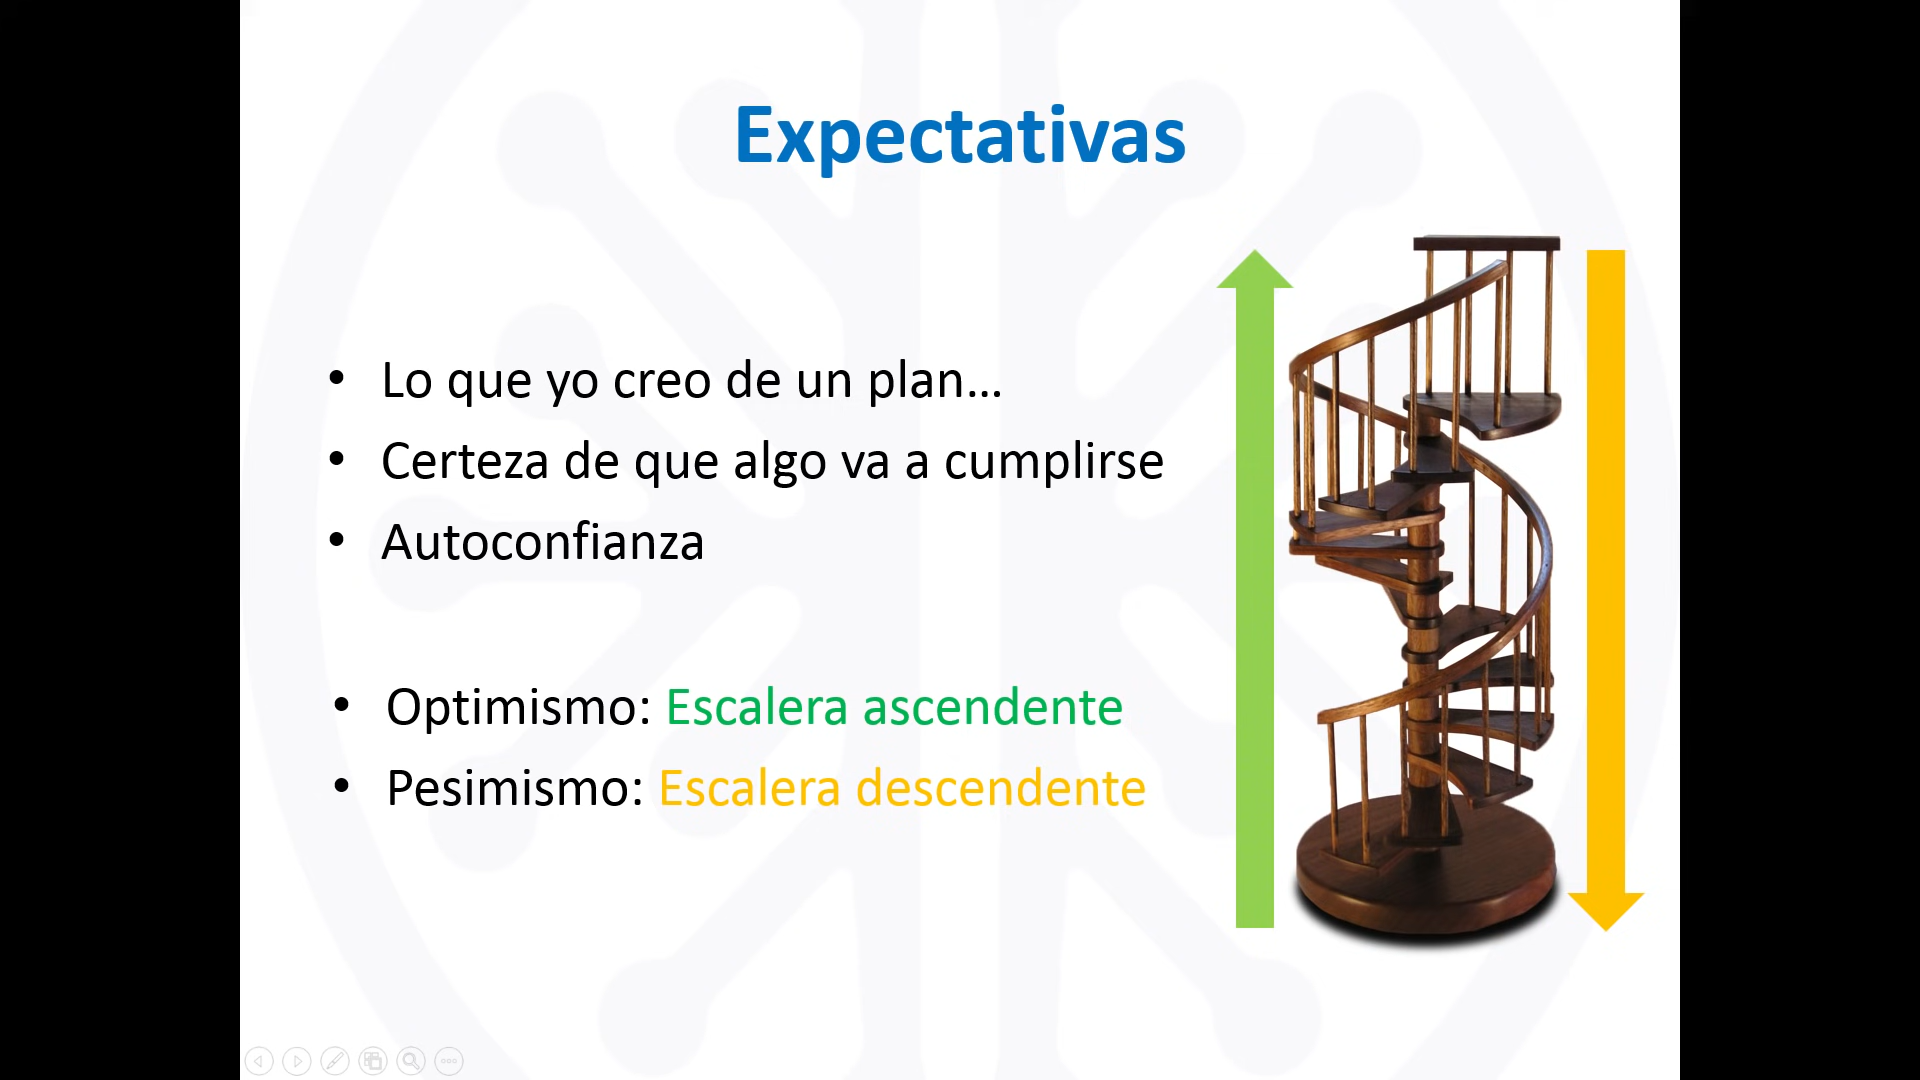 Expectativas
• Lo que yo creo de un plan...
• Certeza de que algo va a cumplirse
• Autoconfianza
• Optimismo: Escalera ascendente
• Pesimismo: Escalera descendente